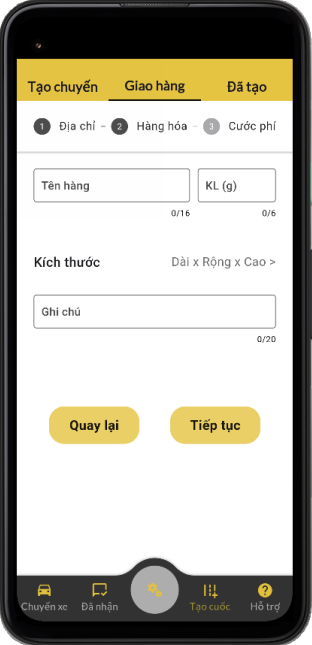 Tạo chuyến Giao hàng Đã tạo
1 Địa chỉ - 2 Hàng hóa - 3 Cước phí
Tên hàng KL (g)
0/16 0/6
Kích thước Dài x Rộng x Cao >
Ghi chú
0/20
Quay lại Tiếp tục
Chuyến xe Đã nhận Tạo cuốc Hỗ trợ